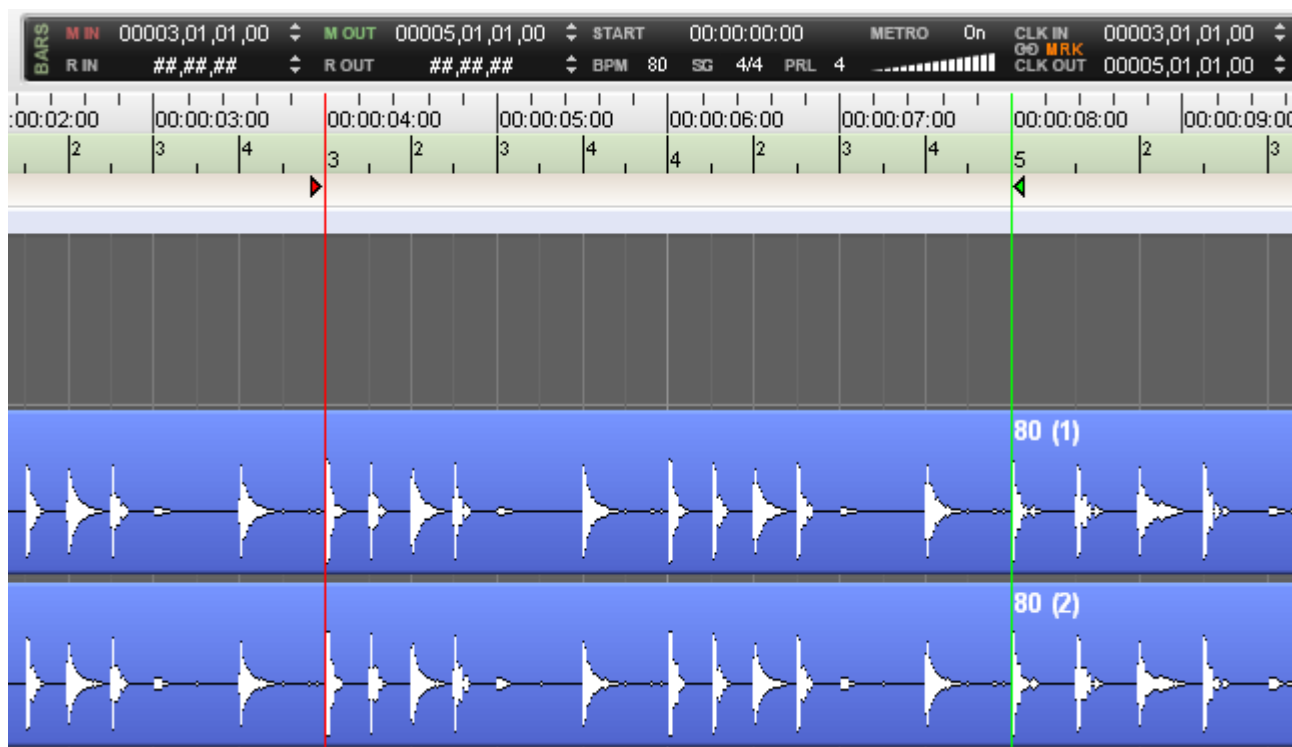 BARS
M IN 00003,01,01,00 M OUT 00005,01,01,00 START 00:00:00:00 METRO On CLK IN 00003,01,01,00
MRK
R IN ##,##,## R OUT ##,##,## BPM 80 SG 4/4 PRL 4 CLK OUT 00005,01,01,00
:00:02:00 00:00:03:00 00:00:04:00 00:00:05:00 00:00:06:00 00:00:07:00 00:00:08:00 00:00:09:00
2 3 4 3 2 3 4 4 2 3 4 5 2 3
80 (1)
80 (2)